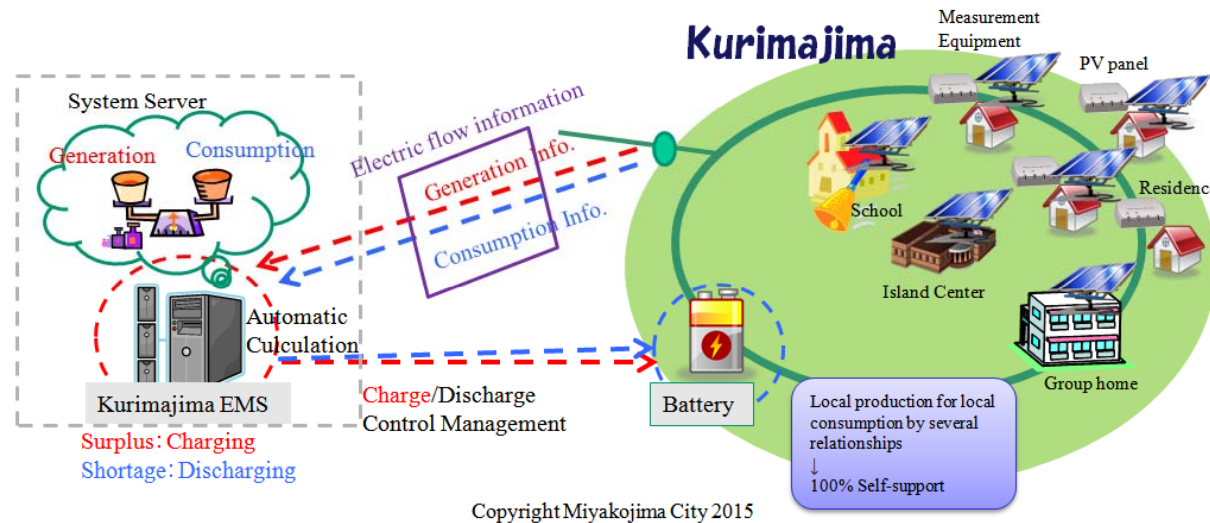 Kurimajima
Measurement
Equipment
PV panel
System Server
Generation
Consumption
Electric flow information
Generation Info.
Consumption Info.
School
Residenc
Island Center
Automatic
Culculation
Kurimajima EMS
Charge/Discharge
Control Management
Battery
Group home
Surplus: Charging
Shortage: Discharging
Local production for local
consumption by several
relationships
↓
100% Self-support
Copyright Miyakojima City 2015